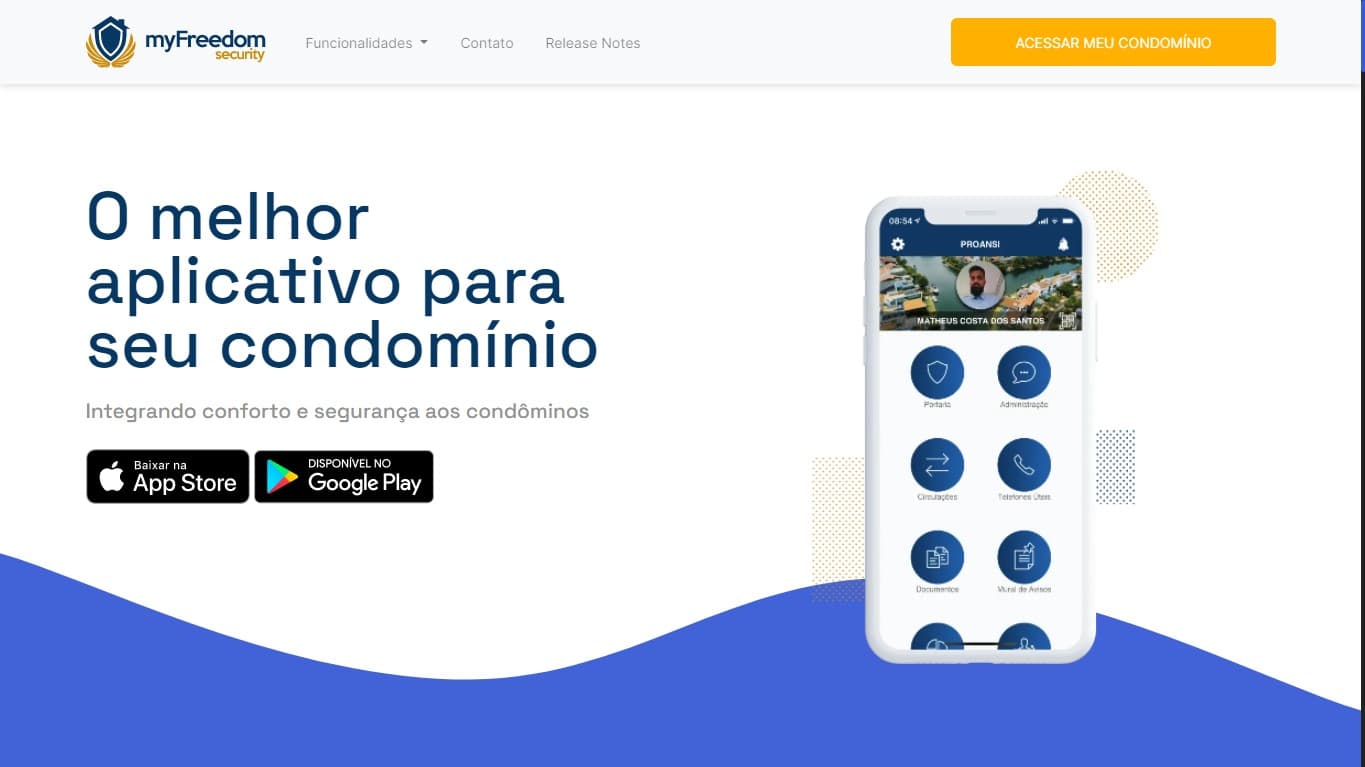 myFreedom
security
Funcionalidades
Contato
Release Notes
ACESSAR MEU CONDOMÍNIO
O melhor
aplicativo para
seu condomínio
Integrando conforto e segurança aos condôminos
Baixar na
App Store
DISPONÍVEL NO
Google Play
08:54
PROANSI
MATHEUS COSTA DOS SANTOS
Portaria
Administração
Circulações
Telefones Úteis
Documentos
Mural de Avisos